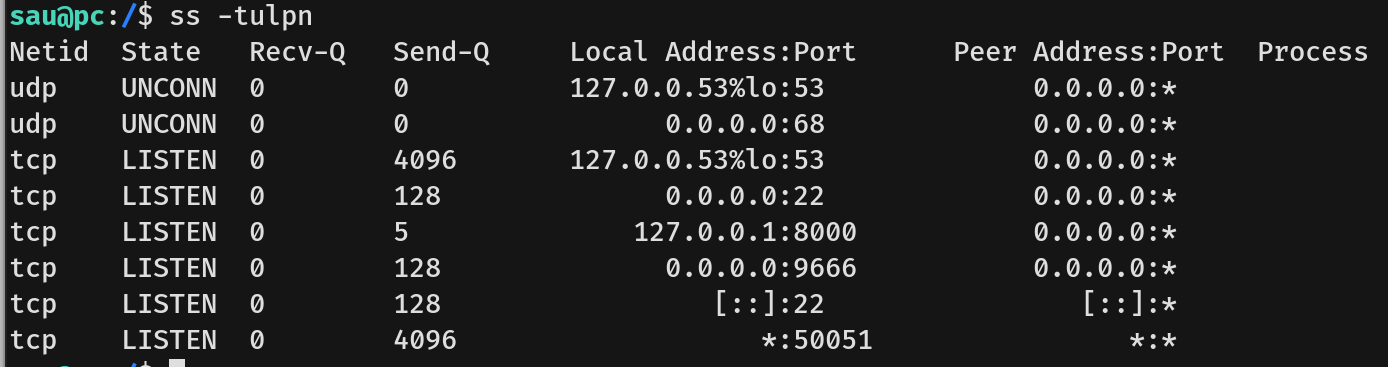 sau@pc:/$ ss -tulpn
Netid  State   Recv-Q   Send-Q     Local Address:Port      Peer Address:Port  Process
udp    UNCONN  0        0          127.0.0.53%lo:53             0.0.0.0:*
udp    UNCONN  0        0                0.0.0.0:68             0.0.0.0:*
tcp    LISTEN  0        4096       127.0.0.53%lo:53             0.0.0.0:*
tcp    LISTEN  0        128              0.0.0.0:22             0.0.0.0:*
tcp    LISTEN  0        5              127.0.0.1:8000           0.0.0.0:*
tcp    LISTEN  0        128              0.0.0.0:9666           0.0.0.0:*
tcp    LISTEN  0        128                 [::]:22                [::]:*
tcp    LISTEN  0        4096                   *:50051                *:*